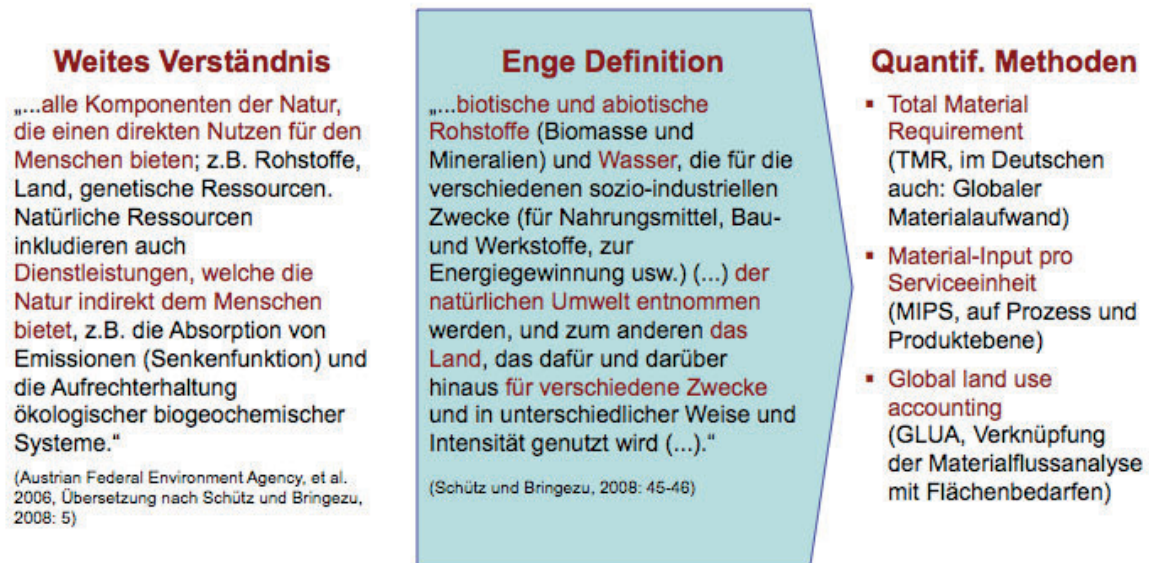 Weites Verständnis
„...alle Komponenten der Natur,
die einen direkten Nutzen für den
Menschen bieten; z.B. Rohstoffe,
Land, genetische Ressourcen.
Natürliche Ressourcen
inkludieren auch
Dienstleistungen, welche die
Natur indirekt dem Menschen
bietet, z.B. die Absorption von
Emissionen (Senkenfunktion) und
die Aufrechterhaltung
ökologischer biogeochemischer
Systeme.“
(Austrian Federal Environment Agency, et al.
2006, Übersetzung nach Schütz und Bringezu,
2008: 5)
Enge Definition
„...biotische und abiotische
Rohstoffe (Biomasse und
Mineralien) und Wasser, die für die
verschiedenen sozio-industriellen
Zwecke (für Nahrungsmittel, Bau-
und Werkstoffe, zur
Energiegewinnung usw.) (...) der
natürlichen Umwelt entnommen
werden, und zum anderen das
Land, das dafür und darüber
hinaus für verschiedene Zwecke
und in unterschiedlicher Weise und
Intensität genutzt wird (...).“
(Schütz und Bringezu, 2008: 45-46)
Quantif. Methoden
▪ Total Material
Requirement
(TMR, im Deutschen
auch: Globaler
Materialaufwand)
▪ Material-Input pro
Serviceeinheit
(MIPS, auf Prozess und
Produktebene)
▪ Global land use
accounting
(GLUA, Verknüpfung
der Materialflussanalyse
mit Flächenbedarfen)